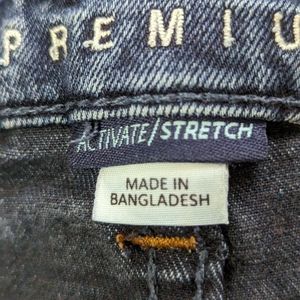 PREMIU
ACTIVATE/STRETCH
MADE IN
BANGLADESH